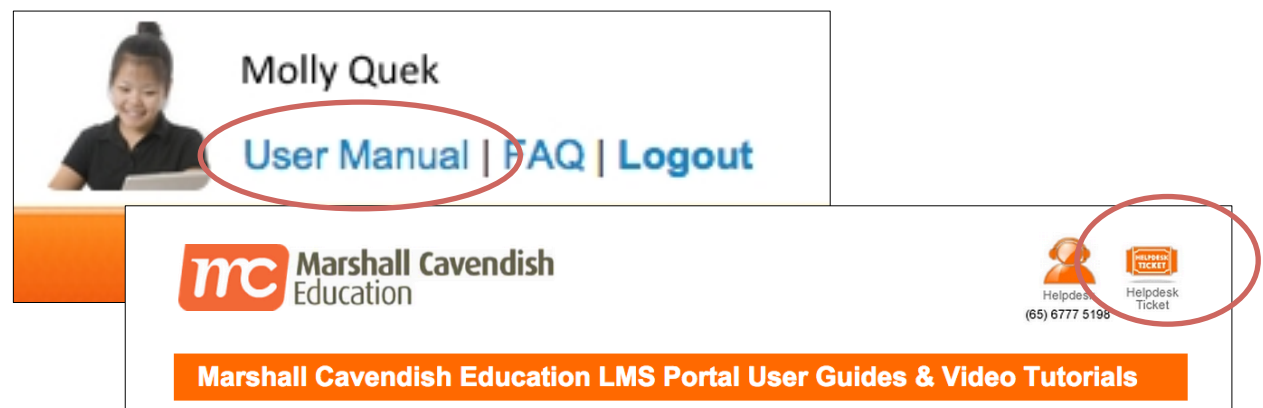 Molly Quek
User Manual | FAQ | Logout
mc Marshall Cavendish
Education
HELPDESK
TICKET
Helpdesk
(65) 6777 5198
Helpdesk
Ticket
Marshall Cavendish Education LMS Portal User Guides & Video Tutorials